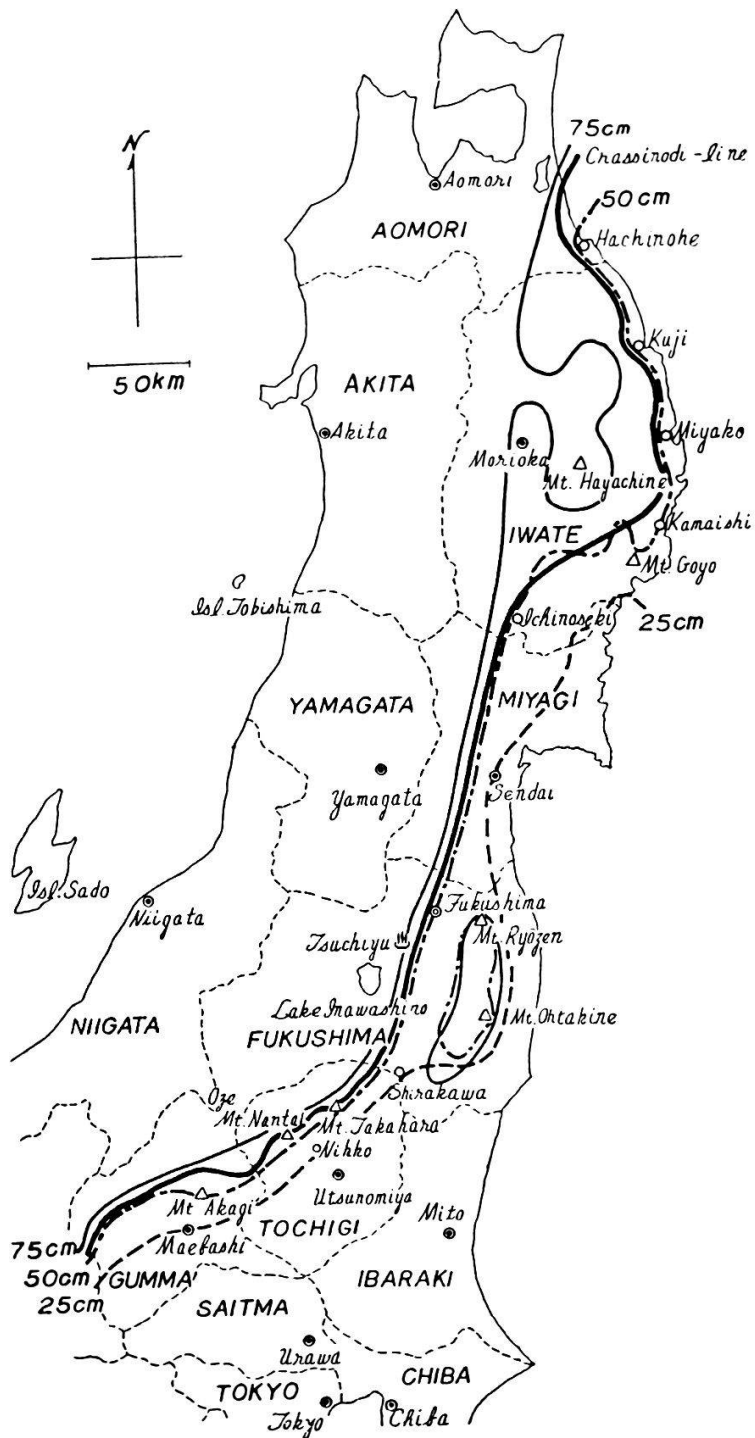 75cm
Crassinodi-line
N
Aomori
50cm
AOMORI
Hachinohe
Kuji
50km
AKITA
Akita
Miyako
Morioka
Mt. Hayachine
Kamaishi
IWATE
Mt. Goyo
Isl. Tobishima
Ichinoseki
25cm
YAMAGATA
MIYAGI
Yamagata
Sendai
Isl. Sado
Niigata
Fukushima
Mt. Ryozen
Tsuchiyu
Lake Inawashiro
Mt. Ohtakine
NIIGATA
FUKUSHIMA
Shirakawa
Oze
Mt. Nantai
Mt. Takahara
Nihko
Utsunomiya
Mt Akagi
TOCHIGI
Mito
Maebashi
75cm
50cm
GUMMA
IBARAKI
25cm
SAITMA
Urawa
CHIBA
TOKYO
Tokyo
Chiba